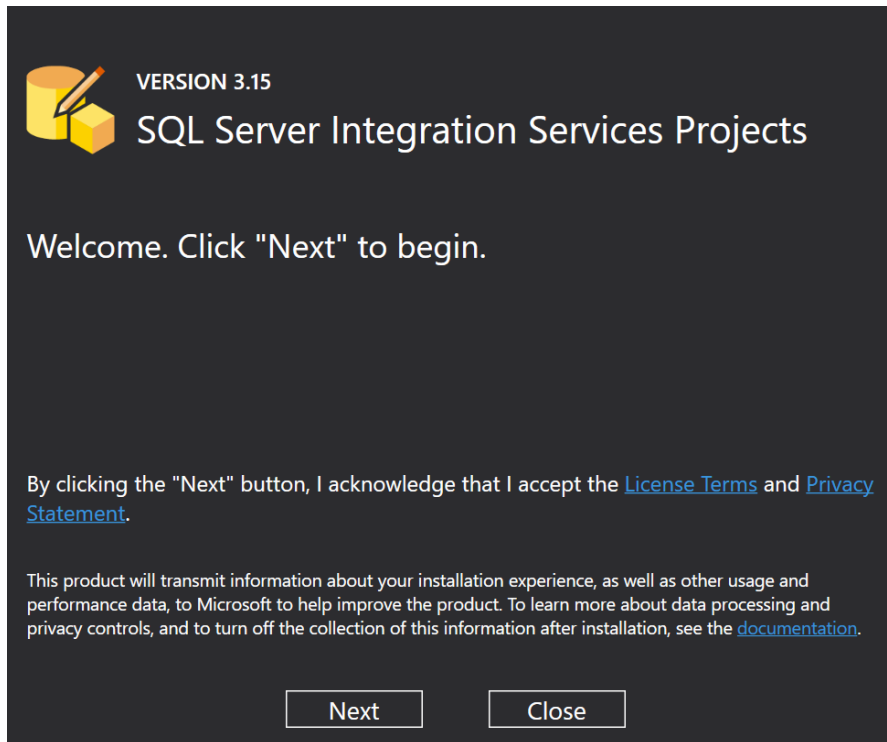 VERSION 3.15
SQL Server Integration Services Projects
Welcome. Click "Next" to begin.
By clicking the "Next" button, I acknowledge that I accept the License Terms and Privacy
Statement.
This product will transmit information about your installation experience, as well as other usage and
performance data, to Microsoft to help improve the product. To learn more about data processing and
privacy controls, and to turn off the collection of this information after installation, see the documentation.
Next Close